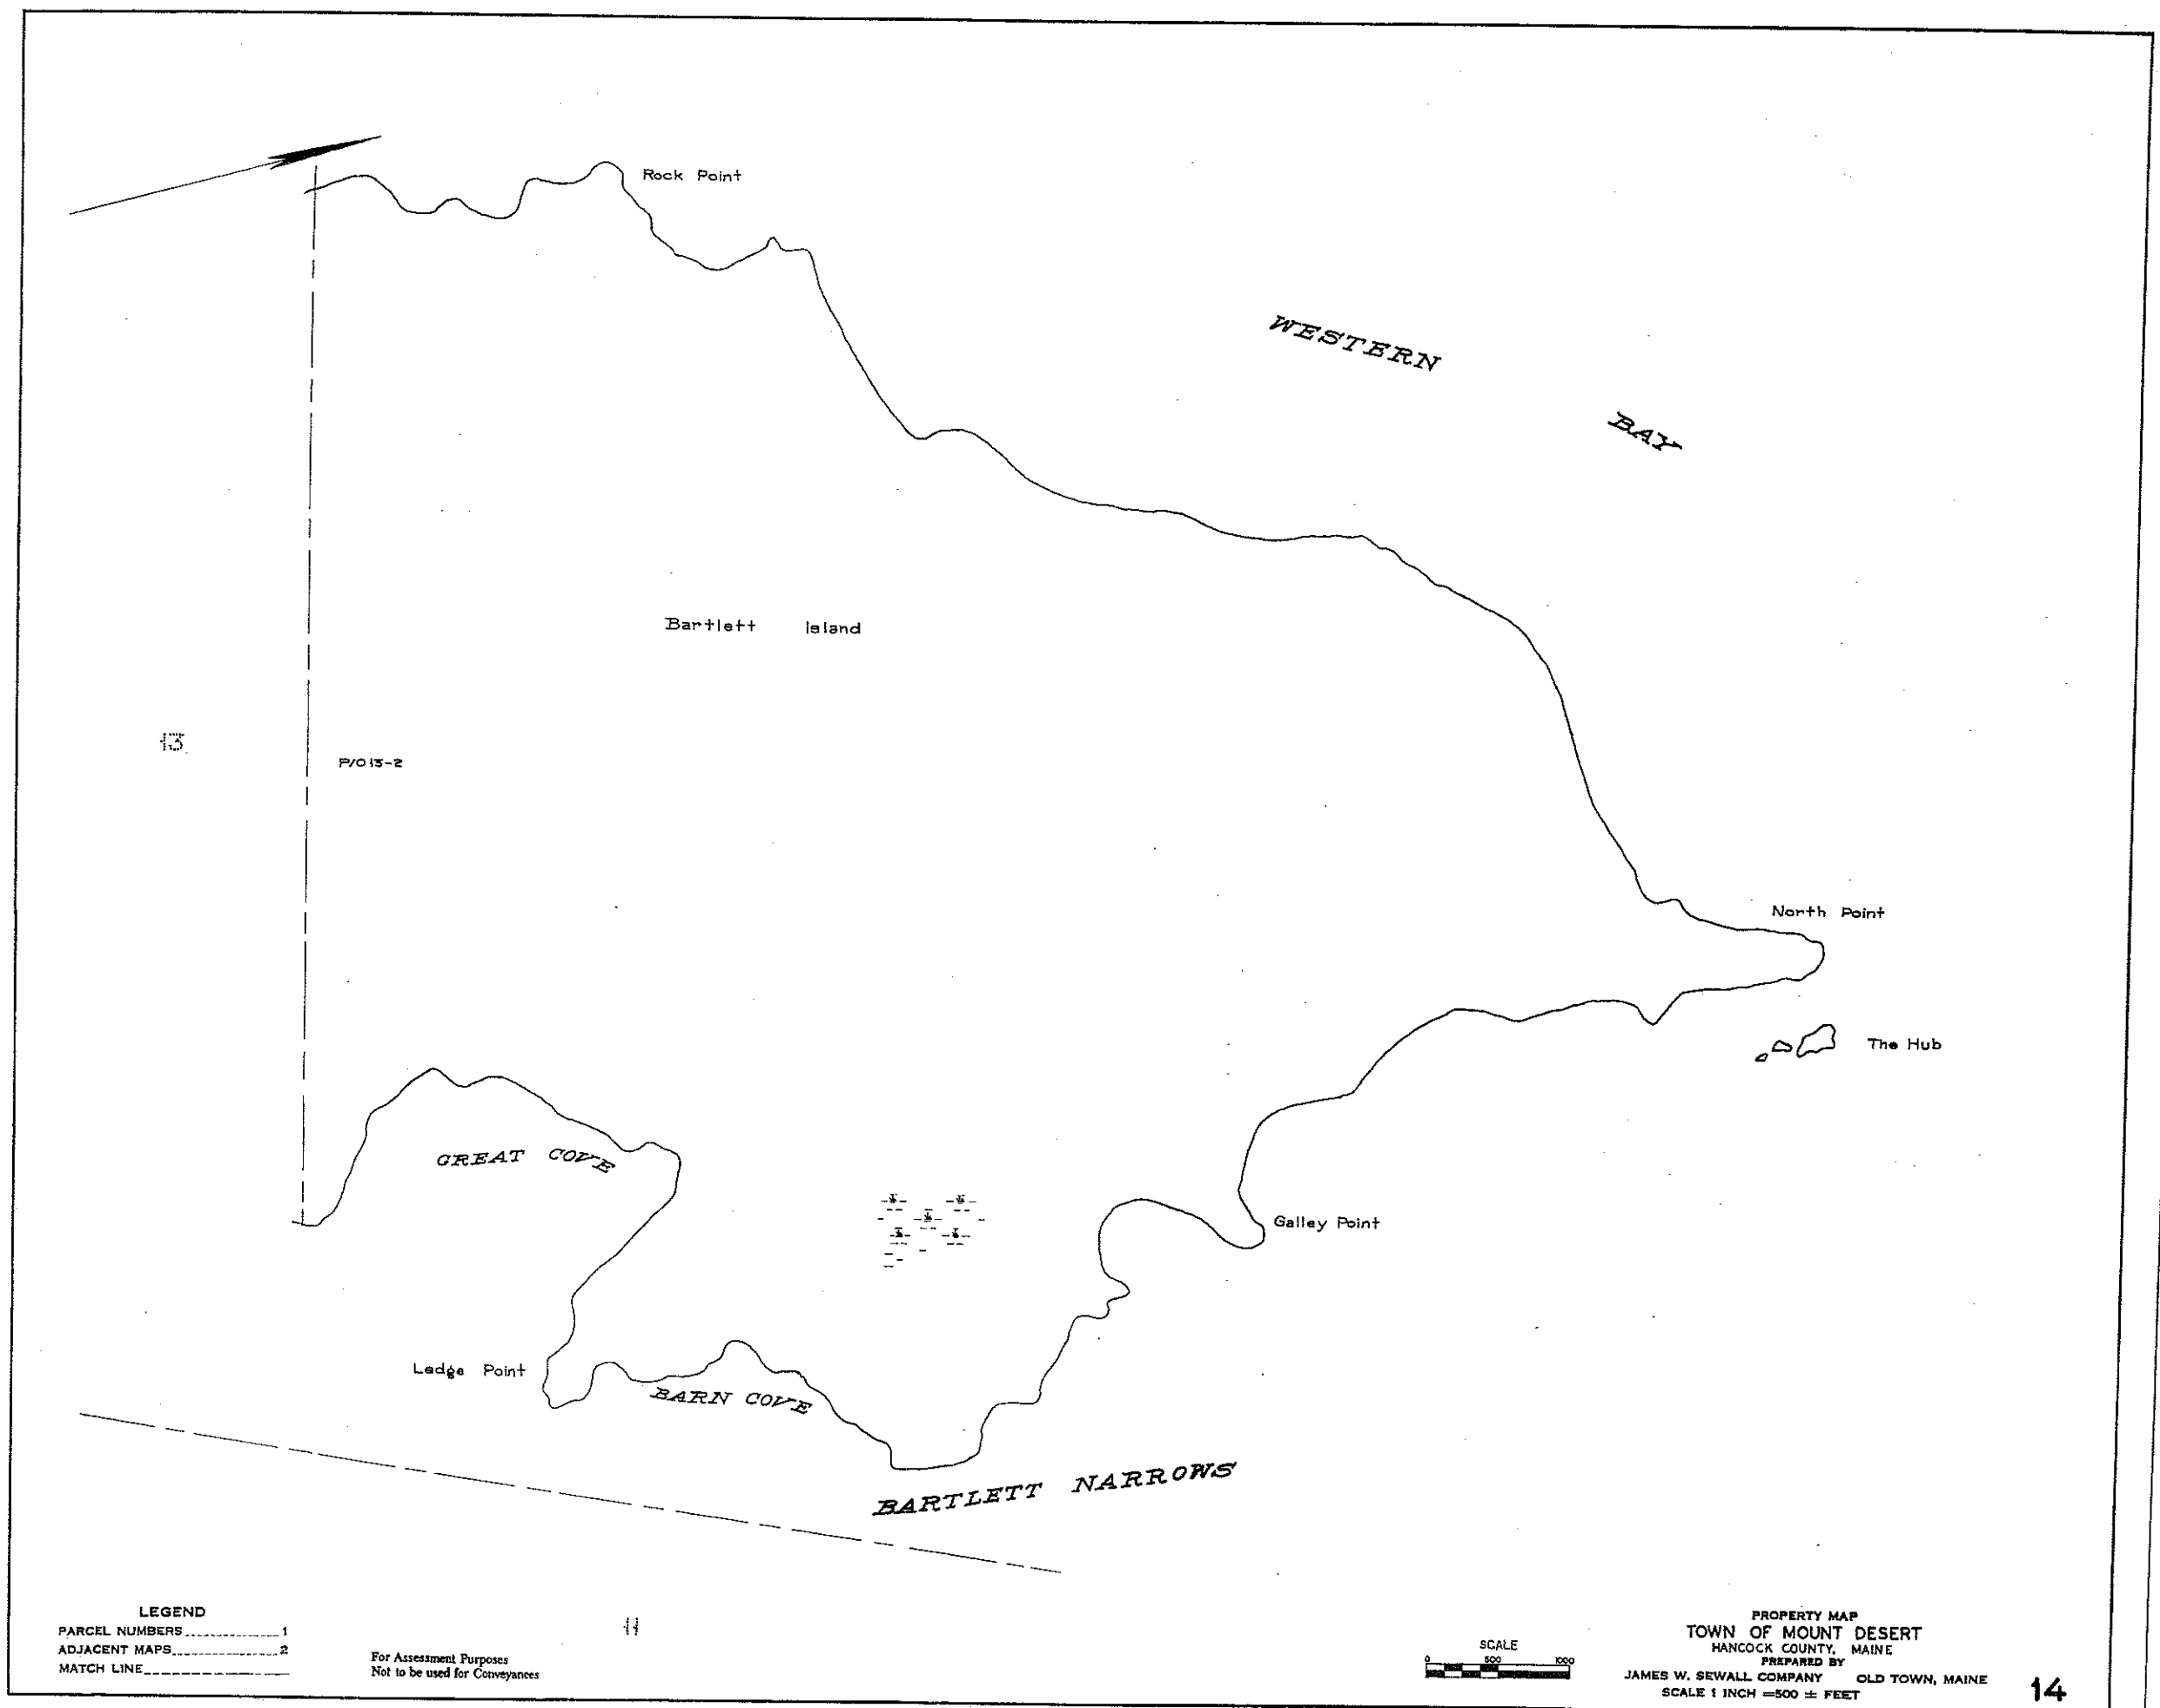 Rock Point
WESTERN
BAY
Bartlett Island
13
P/O 13-2
North Point
The Hub
GREAT COVE
Galley Point
Ledge Point
BARN COVE
BARTLETT NARROWS
LEGEND
PARCEL NUMBERS 1
ADJACENT MAPS 2
MATCH LINE
For Assessment Purposes
Not to be used for Conveyances
11
SCALE
0 500 1000
PROPERTY MAP
TOWN OF MOUNT DESERT
HANCOCK COUNTY, MAINE
PREPARED BY
JAMES W. SEWALL COMPANY OLD TOWN, MAINE
SCALE 1 INCH = 500 ± FEET
14